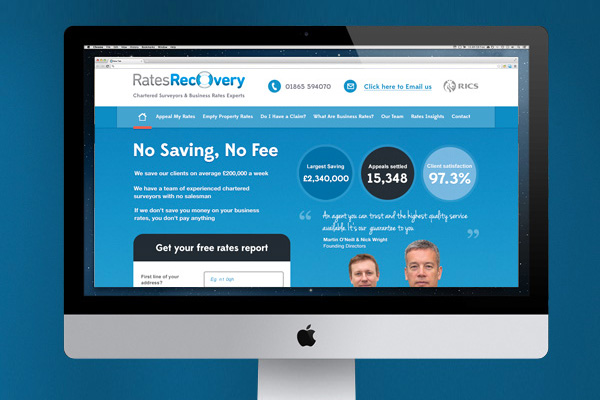 RatesRecovery
Chartered Surveyors & Business Rates Experts
01865 594070
Click here to Email us
RICS
Appeal My Rates Empty Property Rates Do I Have a Claim? What Are Business Rates? Our Team Rates Insights Contact
No Saving, No Fee
We save our clients on average £200,000 a week
We have a team of experienced chartered
surveyors with no salesman
If we don't save you money on your business
rates, you don't pay anything
Largest Saving
£2,340,000
Appeals settled
15,348
Client satisfaction
97.3%
“ An agent you can trust and the highest quality service
available. It's our guarantee to you. ”
Martin O'Neill & Nick Wright
Founding Directors
Get your free rates report
First line of your
address?